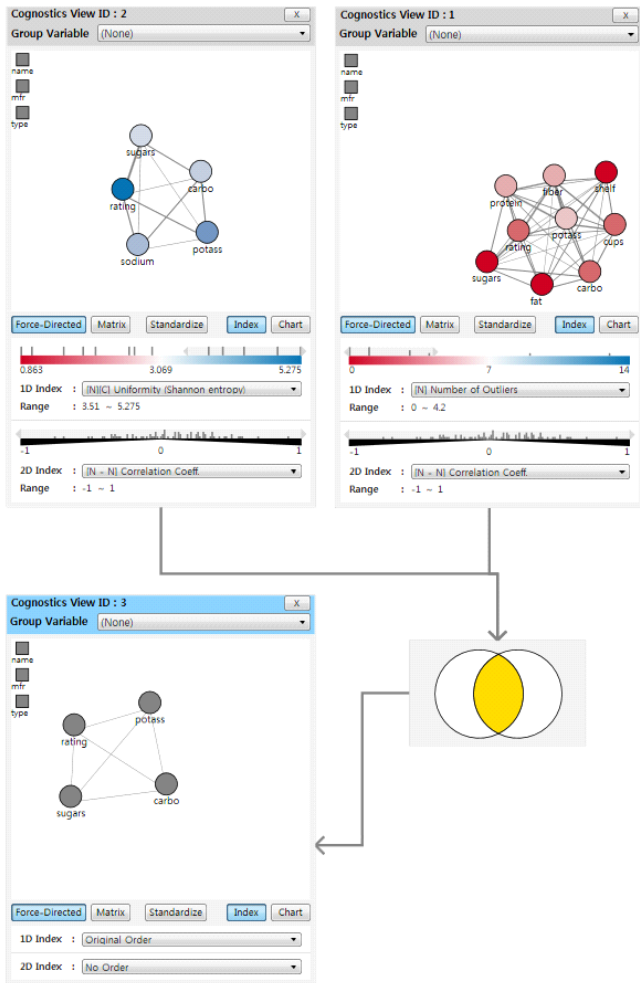 Cognostics View ID : 2
X
Group Variable (None)
name
mfr
type
sugars
carbo
rating
potass
sodium
Force-Directed Matrix Standardize Index Chart
0.863 3.069 5.275
1D Index : [N][C] Uniformity (Shannon entropy)
Range : 3.51 ~ 5.275
-1 0 1
2D Index : [N - N] Correlation Coeff.
Range : -1 ~ 1
Cognostics View ID : 1
X
Group Variable (None)
name
mfr
type
protein
fiber
shelf
potass
rating
cups
sugars
carbo
fat
Force-Directed Matrix Standardize Index Chart
0 7 14
1D Index : [N] Number of Outliers
Range : 0 ~ 4.2
-1 0 1
2D Index : [N - N] Correlation Coeff.
Range : -1 ~ 1
Cognostics View ID : 3
X
Group Variable (None)
name
mfr
type
potass
rating
carbo
sugars
Force-Directed Matrix Standardize Index Chart
1D Index : Original Order
2D Index : No Order